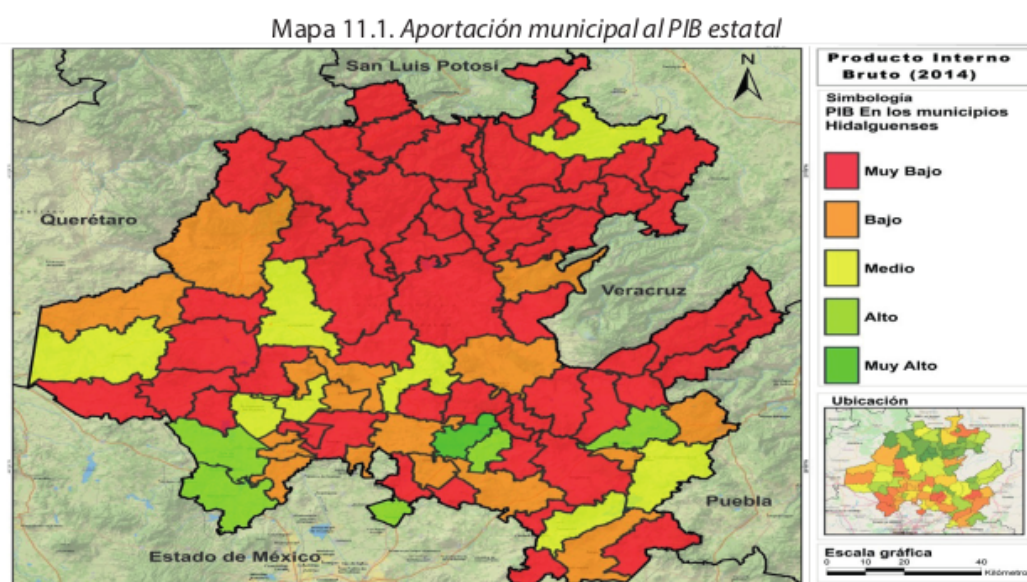 Mapa 11.1. Aportación municipal al PIB estatal
San Luis Potosí
N
Querétaro
Veracruz
Puebla
Estado de México
Producto Interno
Bruto (2014)
Simbología
PIB En los municipios
Hidalguenses
Muy Bajo
Bajo
Medio
Alto
Muy Alto
Ubicación
Escala gráfica
0 10 20 40
Kilómetro